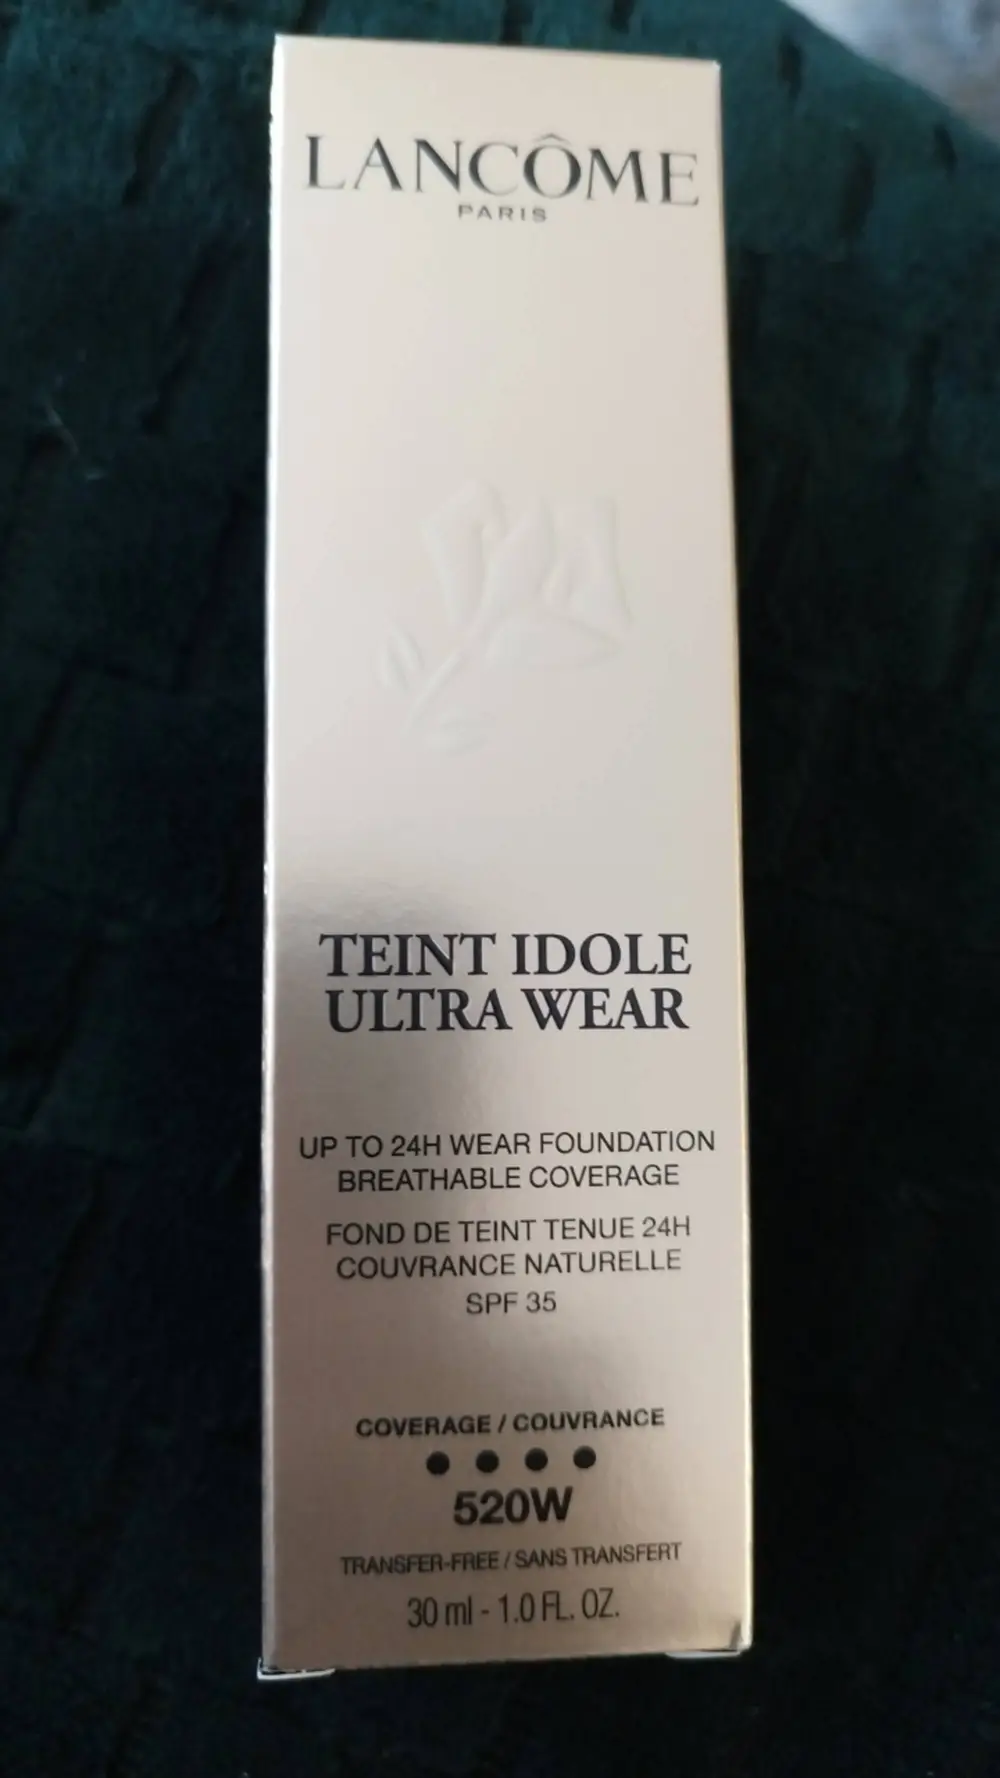 LANCÔME
PARIS
TEINT IDOLE
ULTRA WEAR
UP TO 24H WEAR FOUNDATION
BREATHABLE COVERAGE
FOND DE TEINT TENUE 24H
COUVRANCE NATURELLE
SPF 35
COVERAGE / COUVRANCE
520W
TRANSFER-FREE / SANS TRANSFERT
30 ml - 1.0 FL. OZ.